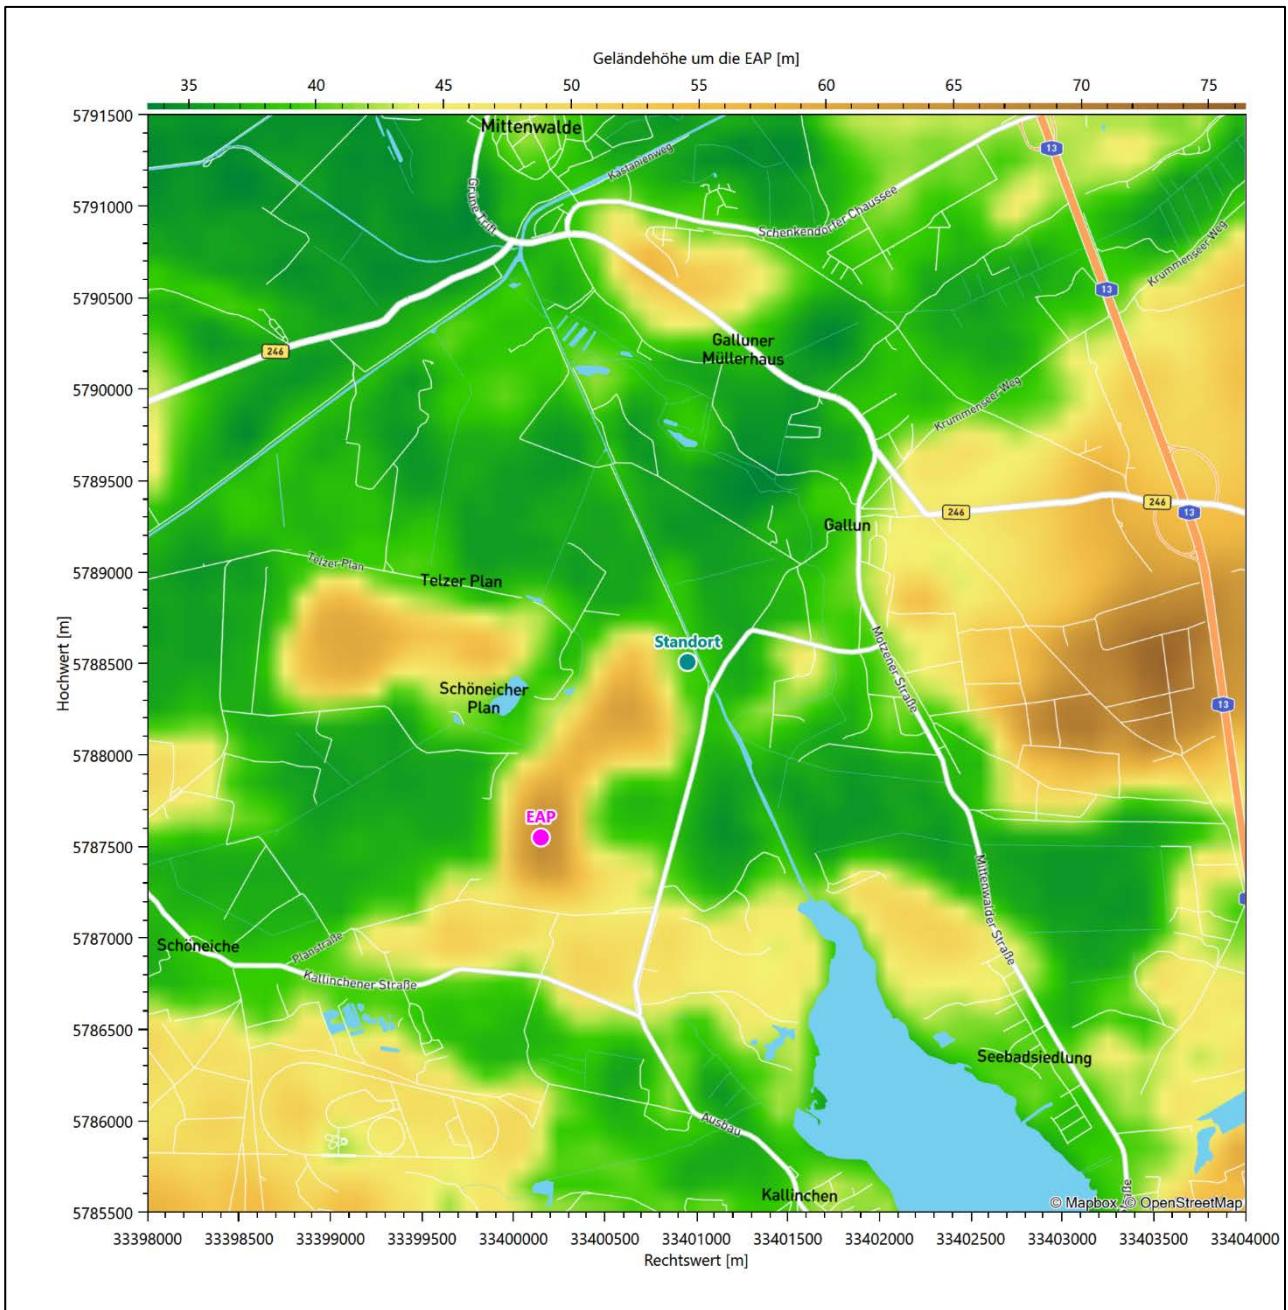 Geländehöhe um die EAP [m]
35 40 45 50 55 60 65 70 75
5791500
Mittenwalde
13
Kastanienweg
Grüne Trift
5791000
Schenkendorfer Chaussee
Krummenseer Weg
5790500
13
246
Galluner
Müllerhaus
5790000
Krummenseer Weg
5789500
246
246
13
Gallun
5789000
Telzer Plan
Telzer Plan
Standort
5788500
Motzener Straße
Schöneicher
Plan
13
Hochwert [m]
5788000
EAP
5787500
Mittenwalder Straße
5787000
Schöneiche
Planstraße
Kallinchener Straße
5786500
Seebadsiedlung
5786000
Ausbau
Kallinchen
© Mapbox © OpenStreetMap
5785500
33398000 33398500 33399000 33399500 33400000 33400500 33401000 33401500 33402000 33402500 33403000 33403500 33404000
Rechtswert [m]